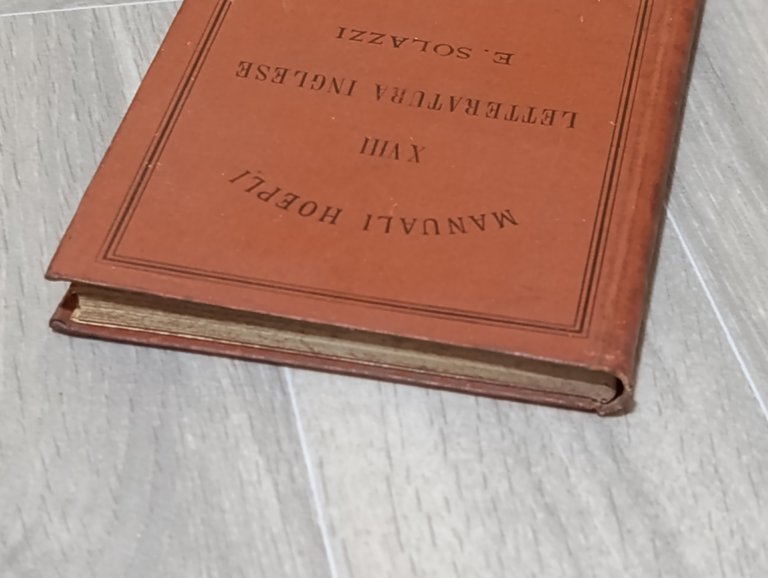 MANUALI HOEPLI
XVIII
LETTERATURA INGLESE
E. SOLAZZI